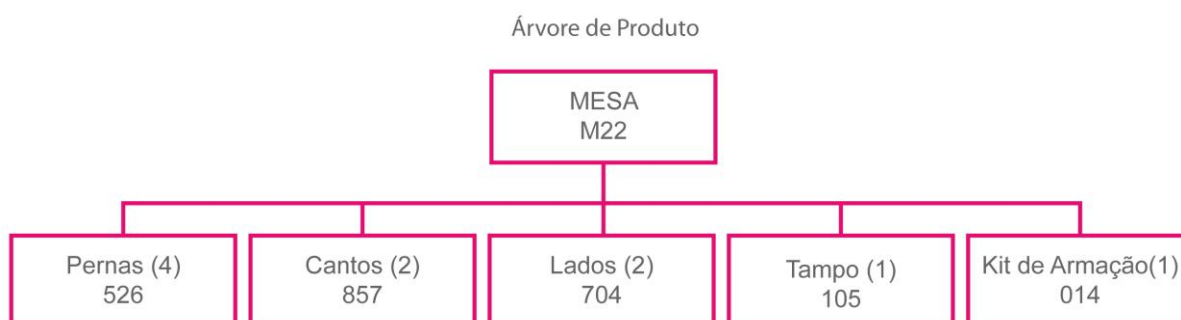 Árvore de Produto
MESA
M22
Pernas (4)
526
Cantos (2)
857
Lados (2)
704
Tampo (1)
105
Kit de Armação(1)
014